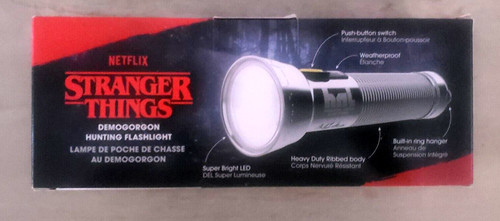 NETFLIX
STRANGER
THINGS
DEMOGORGON
HUNTING FLASHLIGHT
LAMPE DE POCHE DE CHASSE
AU DEMOGORGON
Push-button switch
Interrupteur à Bouton-poussoir
Weatherproof
Étanche
Built-in ring hanger
Anneau de
Suspension Intégré
Heavy Duty Ribbed body
Corps Nervuré Résistant
Super Bright LED
DEL Super Lumineuse